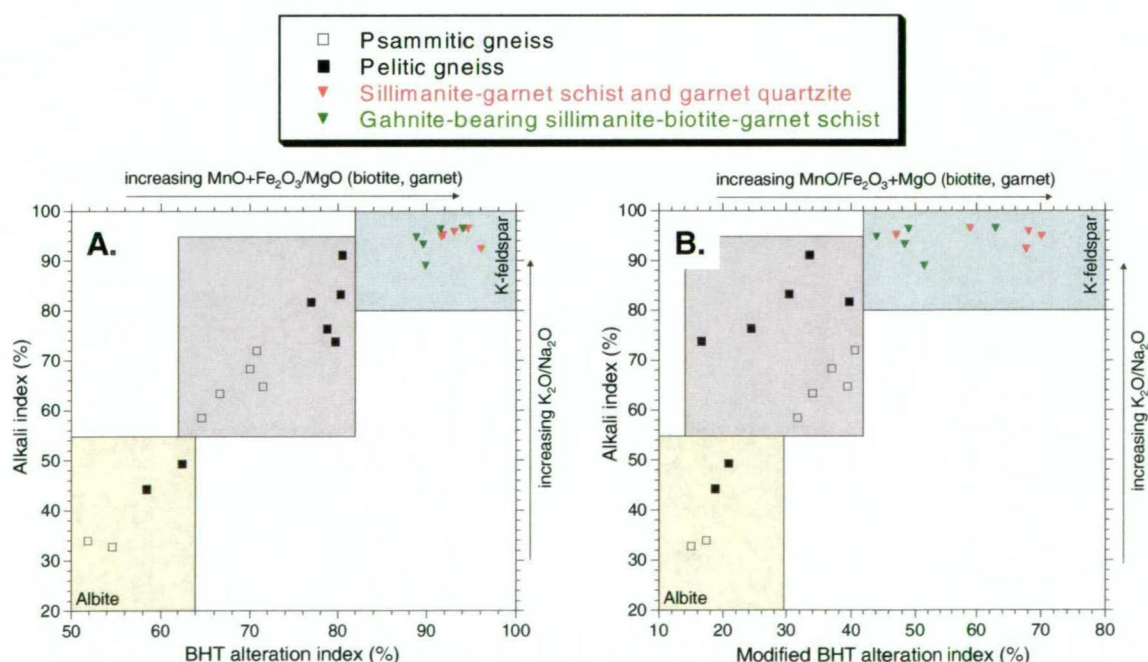 Psammitic gneiss
Pelitic gneiss
Sillimanite-garnet schist and garnet quartzite
Gahnite-bearing sillimanite-biotite-garnet schist
increasing MnO+Fe₂O₃/MgO (biotite, garnet)
A.
100
90
80
70
60
50
40
30
20
Alkali index (%)
K-feldspar
Albite
increasing K₂O/Na₂O
50 60 70 80 90 100
BHT alteration index (%)
increasing MnO/Fe₂O₃+MgO (biotite, garnet)
B.
100
90
80
70
60
50
40
30
20
Alkali index (%)
K-feldspar
Albite
increasing K₂O/Na₂O
10 20 30 40 50 60 70 80
Modified BHT alteration index (%)